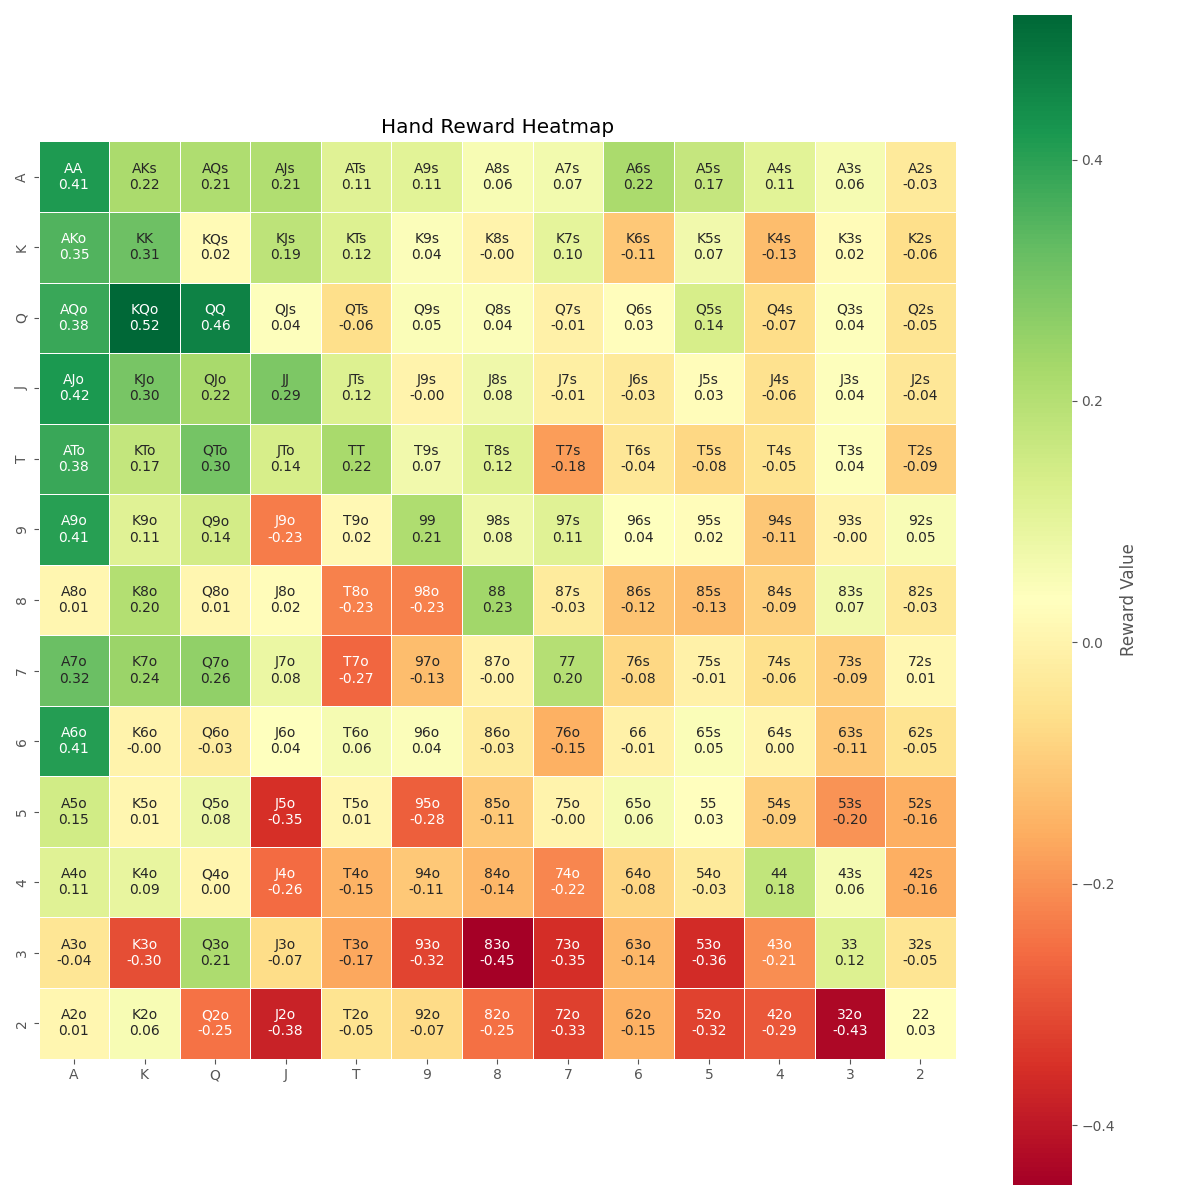 Hand Reward Heatmap
A AA AKs AQs AJs ATs A9s A8s A7s A6s A5s A4s A3s A2s
0.41 0.22 0.21 0.21 0.11 0.11 0.06 0.07 0.22 0.17 0.11 0.06 -0.03
K AKo KK KQs KJs KTs K9s K8s K7s K6s K5s K4s K3s K2s
0.35 0.31 0.02 0.19 0.12 0.04 -0.00 0.10 -0.11 0.07 -0.13 0.02 -0.06
Q AQo KQo QQ QJs QTs Q9s Q8s Q7s Q6s Q5s Q4s Q3s Q2s
0.38 0.52 0.46 0.04 -0.06 0.05 0.04 -0.01 0.03 0.14 -0.07 0.04 -0.05
J AJo KJo QJo JJ JTs J9s J8s J7s J6s J5s J4s J3s J2s
0.42 0.30 0.22 0.29 0.12 -0.00 0.08 -0.01 -0.03 0.03 -0.06 0.04 -0.04
T ATo KTo QTo JTo TT T9s T8s T7s T6s T5s T4s T3s T2s
0.38 0.17 0.30 0.14 0.22 0.07 0.12 -0.18 -0.04 -0.08 -0.05 0.04 -0.09
9 A9o K9o Q9o J9o T9o 99 98s 97s 96s 95s 94s 93s 92s
0.41 0.11 0.14 -0.23 0.02 0.21 0.08 0.11 0.04 0.02 -0.11 -0.00 0.05
8 A8o K8o Q8o J8o T8o 98o 88 87s 86s 85s 84s 83s 82s
0.01 0.20 0.01 0.02 -0.23 -0.23 0.23 -0.03 -0.12 -0.13 -0.09 0.07 -0.03
7 A7o K7o Q7o J7o T7o 97o 87o 77 76s 75s 74s 73s 72s
0.32 0.24 0.26 0.08 -0.27 -0.13 -0.00 0.20 -0.08 -0.01 -0.06 -0.09 0.01
6 A6o K6o Q6o J6o T6o 96o 86o 76o 66 65s 64s 63s 62s
0.41 -0.00 -0.03 0.04 0.06 0.04 -0.03 -0.15 -0.01 0.05 0.00 -0.11 -0.05
5 A5o K5o Q5o J5o T5o 95o 85o 75o 65o 55 54s 53s 52s
0.15 0.01 0.08 -0.35 0.01 -0.28 -0.11 -0.00 0.06 0.03 -0.09 -0.20 -0.16
4 A4o K4o Q4o J4o T4o 94o 84o 74o 64o 54o 44 43s 42s
0.11 0.09 0.00 -0.26 -0.15 -0.11 -0.14 -0.22 -0.08 -0.03 0.18 0.06 -0.16
3 A3o K3o Q3o J3o T3o 93o 83o 73o 63o 53o 43o 33 32s
-0.04 -0.30 0.21 -0.07 -0.17 -0.32 -0.45 -0.35 -0.14 -0.36 -0.21 0.12 -0.05
2 A2o K2o Q2o J2o T2o 92o 82o 72o 62o 52o 42o 32o 22
0.01 0.06 -0.25 -0.38 -0.05 -0.07 -0.25 -0.33 -0.15 -0.32 -0.29 -0.43 0.03
A K Q J T 9 8 7 6 5 4 3 2
0.4
0.2
0.0
−0.2
−0.4
Reward Value